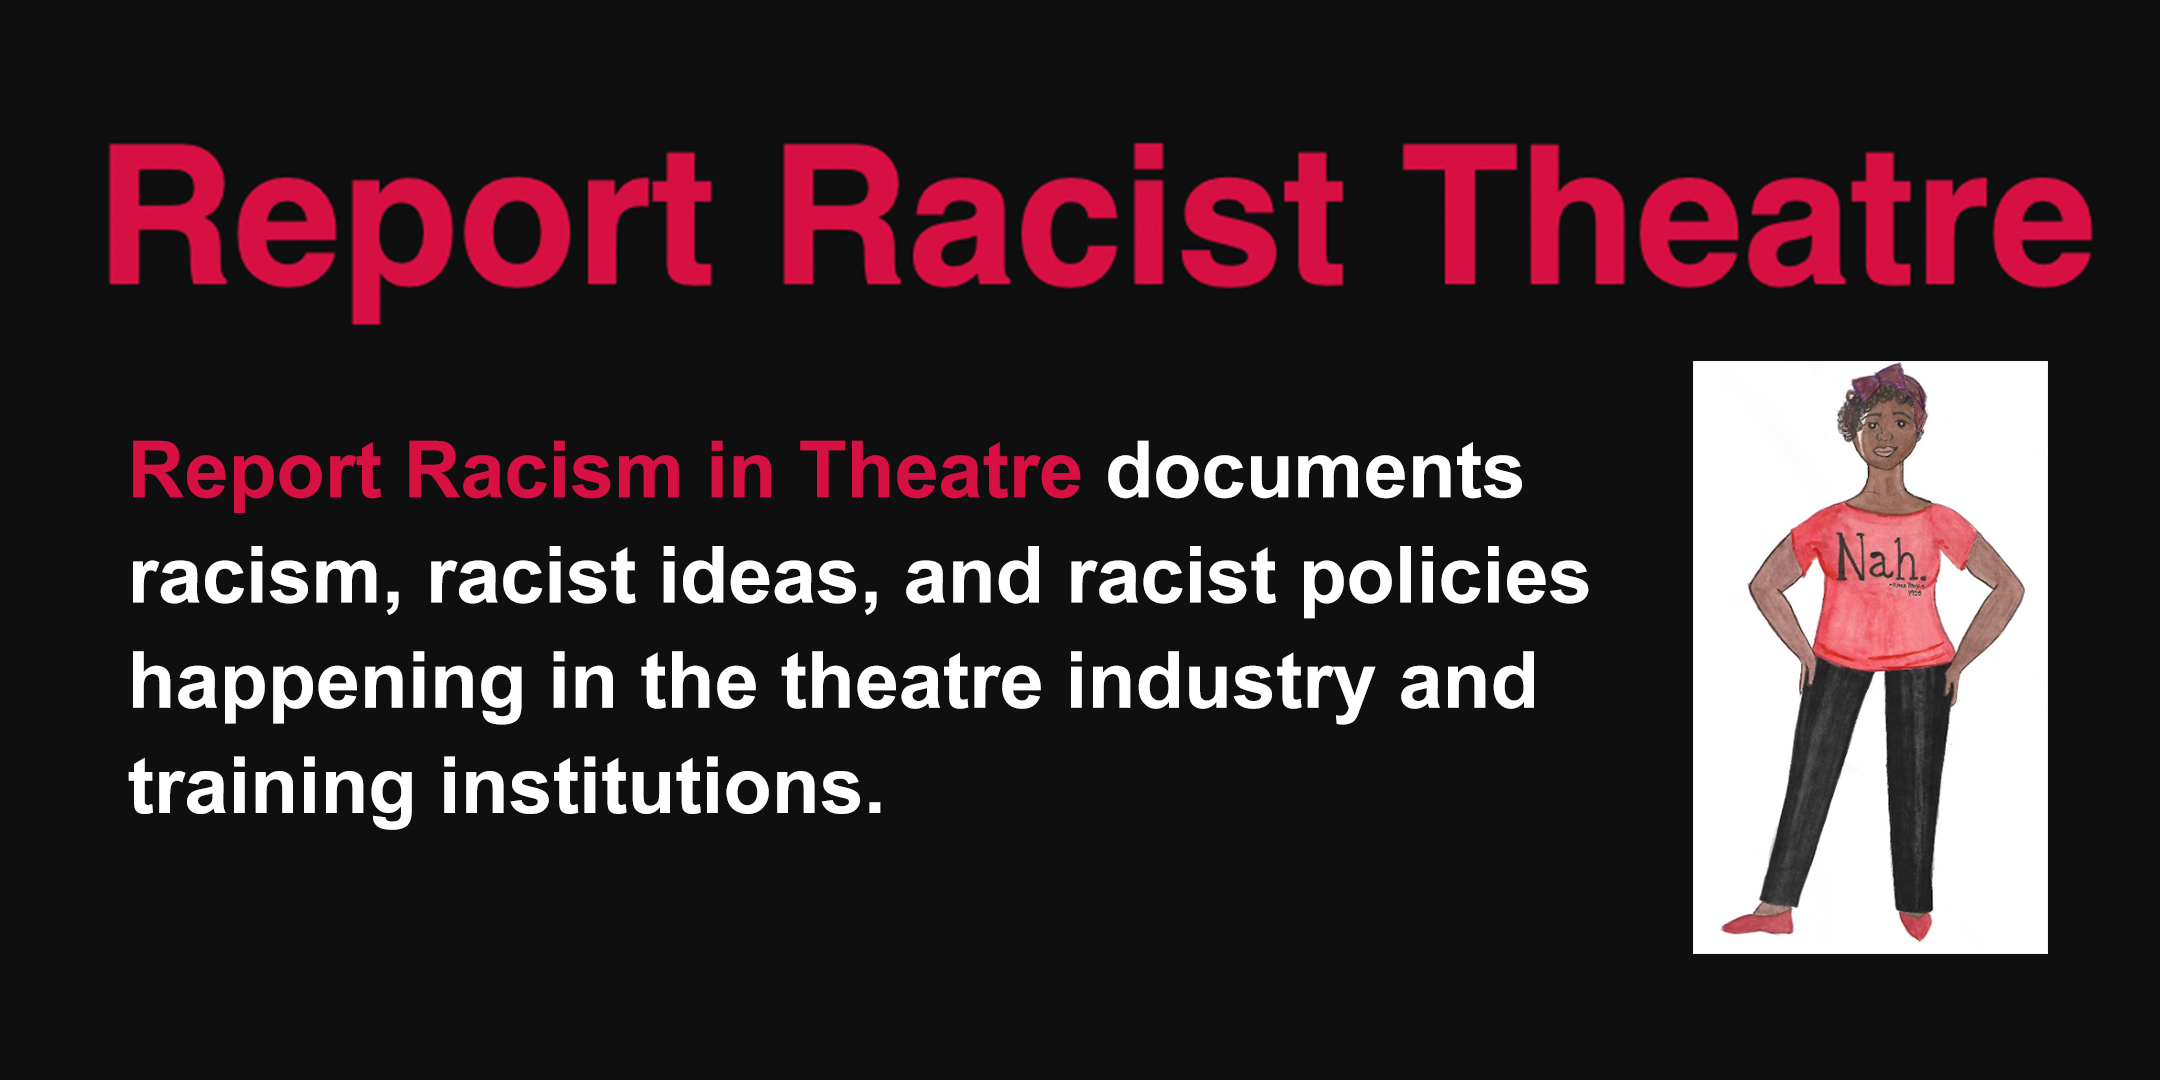 Report Racist Theatre
Report Racism in Theatre documents
racism, racist ideas, and racist policies
happening in the theatre industry and
training institutions.
Nah.